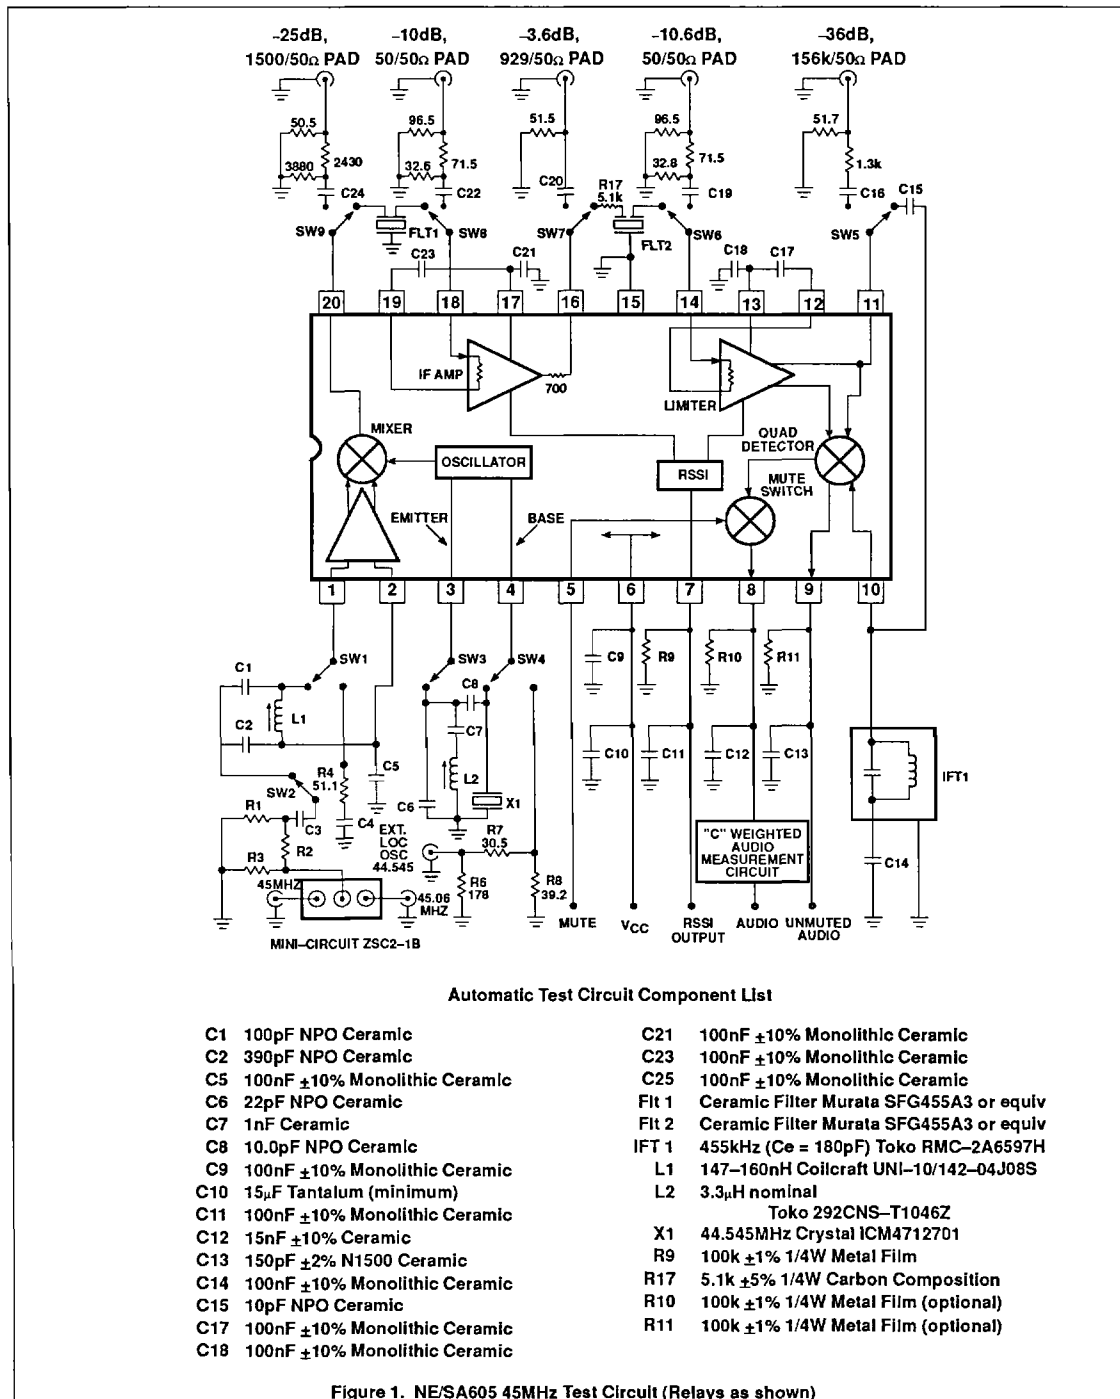 –25dB, –10dB, –3.6dB, –10.6dB, –36dB,
1500/50Ω PAD 50/50Ω PAD 929/50Ω PAD 50/50Ω PAD 156k/50Ω PAD
50.5 96.5 51.5 96.5 51.7
2430 71.5 71.5 1.3k
3880 32.6 32.8
C24 C22 C20 R17 5.1k C19 C16 C15
SW9 FLT1 SW8 SW7 FLT2 SW6 SW5
C23 C21 C18 C17
20 19 18 17 16 15 14 13 12 11
IF AMP 700 LIMITER
MIXER QUAD
DETECTOR
OSCILLATOR RSSI
MUTE
SWITCH
EMITTER BASE
1 2 3 4 5 6 7 8 9 10
SW1 SW3 SW4 C9 R9 R10 R11
C1 L1 C8
C2 C7 C10 C11 C12 C13
SW2 R4 51.1 C5 L2 X1 IFT1
R1 C3 C4 C6
EXT.
LOC
OSC
44.545
R7
30.5
R2
R3 R6
178
R8
39.2
"C" WEIGHTED
AUDIO
MEASUREMENT
CIRCUIT
C14
45MHZ 45.06
MHZ
MUTE VCC RSSI
OUTPUT
AUDIO UNMUTED
AUDIO
MINI–CIRCUIT ZSC2–1B
Automatic Test Circuit Component List
C1 100pF NPO Ceramic
C2 390pF NPO Ceramic
C5 100nF ±10% Monolithic Ceramic
C6 22pF NPO Ceramic
C7 1nF Ceramic
C8 10.0pF NPO Ceramic
C9 100nF ±10% Monolithic Ceramic
C10 15µF Tantalum (minimum)
C11 100nF ±10% Monolithic Ceramic
C12 15nF ±10% Ceramic
C13 150pF ±2% N1500 Ceramic
C14 100nF ±10% Monolithic Ceramic
C15 10pF NPO Ceramic
C17 100nF ±10% Monolithic Ceramic
C18 100nF ±10% Monolithic Ceramic
C21 100nF ±10% Monolithic Ceramic
C23 100nF ±10% Monolithic Ceramic
C25 100nF ±10% Monolithic Ceramic
Flt 1 Ceramic Filter Murata SFG455A3 or equiv
Flt 2 Ceramic Filter Murata SFG455A3 or equiv
IFT 1 455kHz (Ce = 180pF) Toko RMC–2A6597H
L1 147–160nH Coilcraft UNI–10/142–04J08S
L2 3.3µH nominal
Toko 292CNS–T1046Z
X1 44.545MHz Crystal ICM4712701
R9 100k ±1% 1/4W Metal Film
R17 5.1k ±5% 1/4W Carbon Composition
R10 100k ±1% 1/4W Metal Film (optional)
R11 100k ±1% 1/4W Metal Film (optional)
Figure 1. NE/SA605 45MHz Test Circuit (Relays as shown)